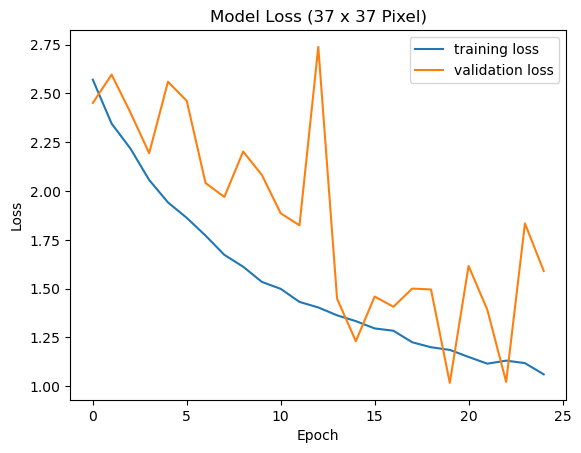 Model Loss (37 x 37 Pixel)
training loss
validation loss
2.75
2.50
2.25
2.00
1.75
1.50
1.25
1.00
Loss
0 5 10 15 20 25
Epoch